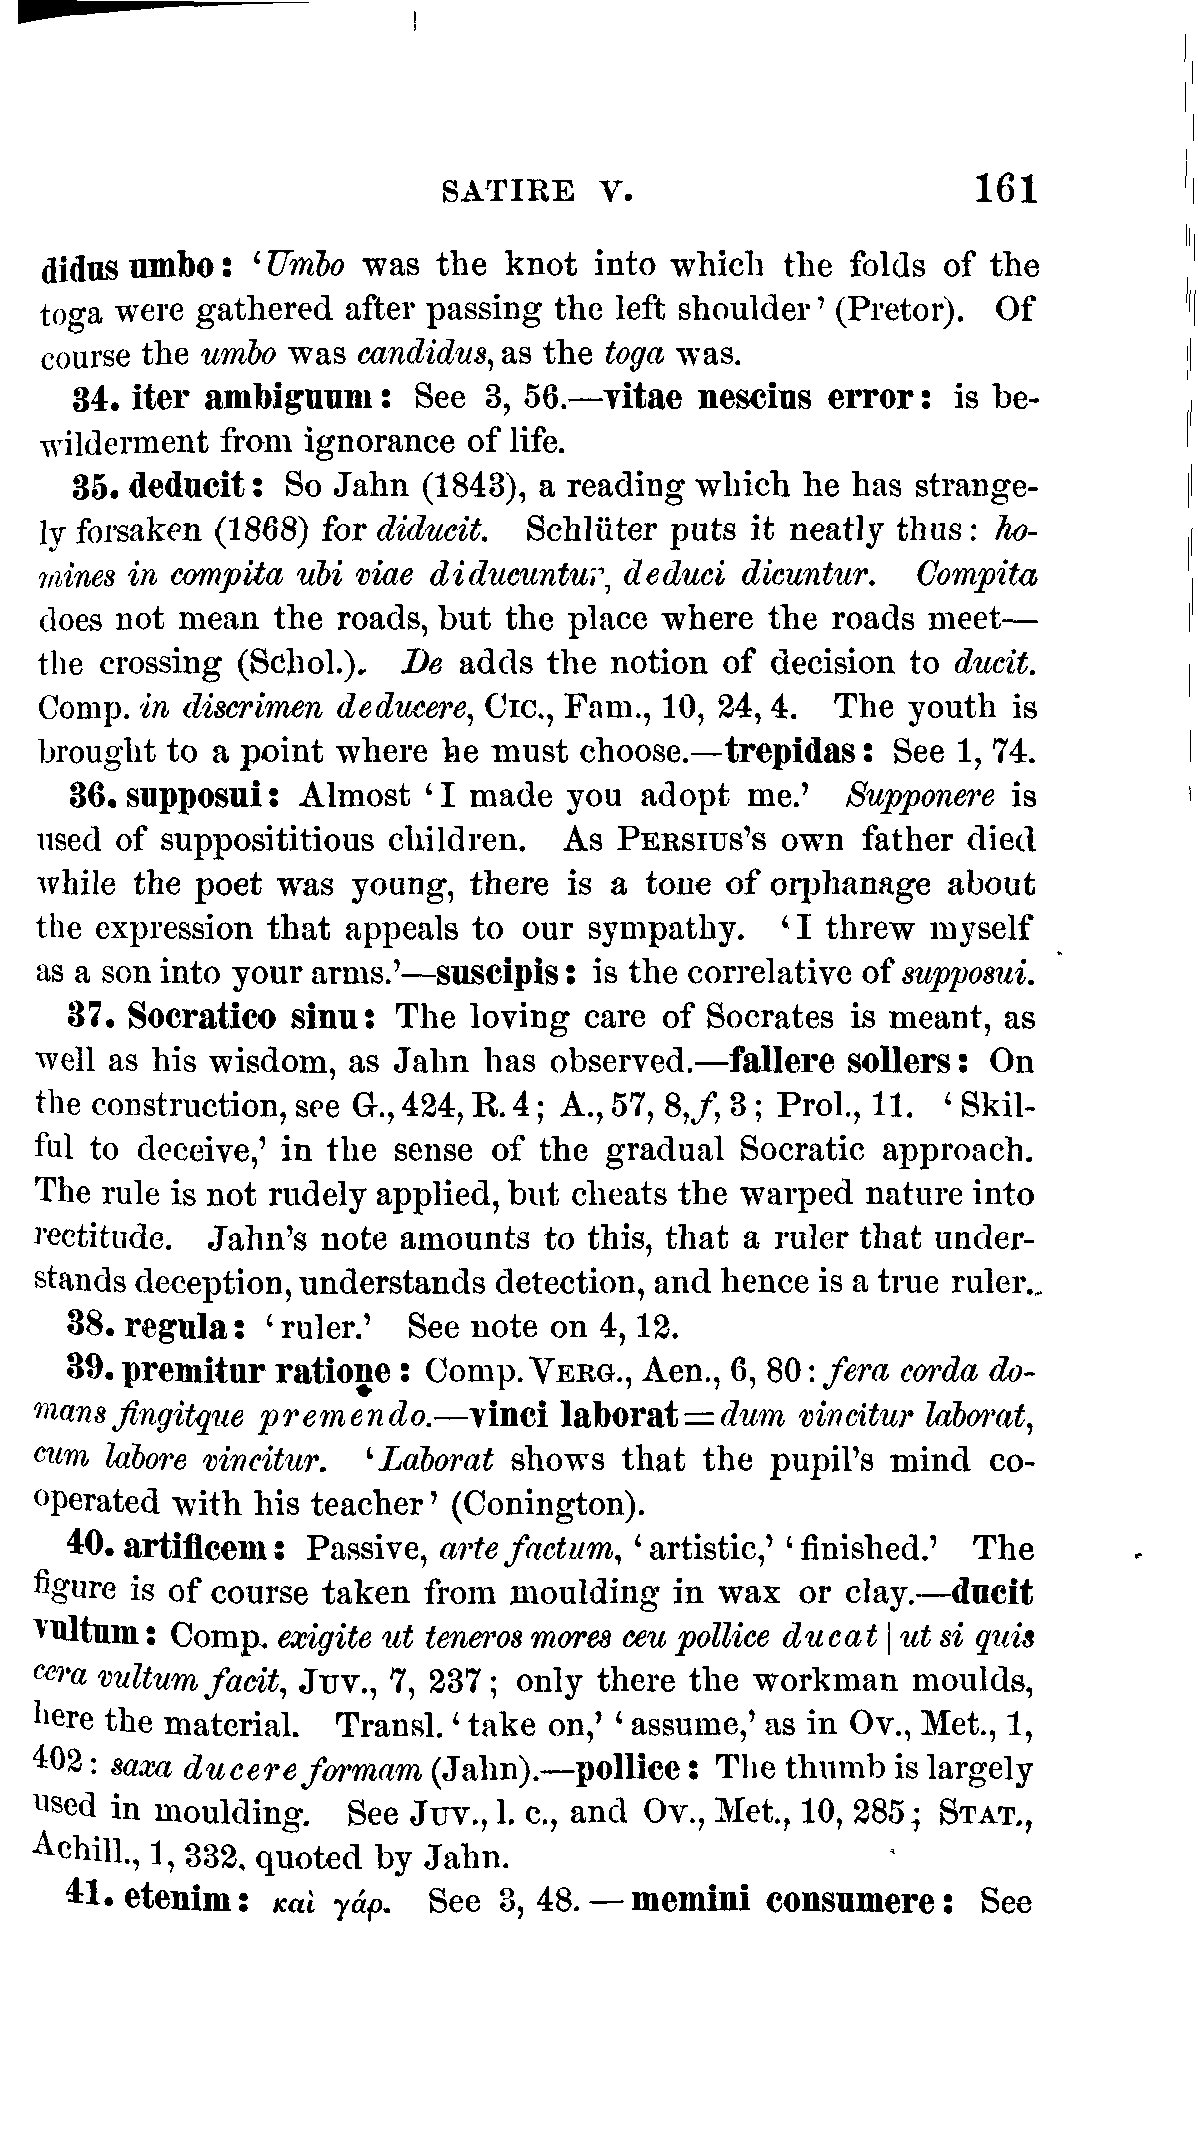 SATIRE V. 161
didus umbo: ‘Umbo was the knot into which the folds of the
toga were gathered after passing the left shoulder’ (Pretor). Of
course the umbo was candidus, as the toga was.
34. iter ambiguum: See 3, 56.—vitae nescius error: is be-
wilderment from ignorance of life.
35. deducit: So Jahn (1843), a reading which he has strange-
ly forsaken (1868) for diducit. Schlüter puts it neatly thus: ho-
mines in compita ubi viae diducuntur, deduci dicuntur. Compita
does not mean the roads, but the place where the roads meet—
the crossing (Schol.). De adds the notion of decision to ducit.
Comp. in discrimen deducere, CIC., Fam., 10, 24, 4. The youth is
brought to a point where he must choose.—trepidas: See 1, 74.
36. supposui: Almost ‘I made you adopt me.’ Supponere is
used of supposititious children. As PERSIUS’S own father died
while the poet was young, there is a tone of orphanage about
the expression that appeals to our sympathy. ‘I threw myself
as a son into your arms.’—suscipis: is the correlative of supposui.
37. Socratico sinu: The loving care of Socrates is meant, as
well as his wisdom, as Jahn has observed.—fallere sollers: On
the construction, see G., 424, R. 4; A., 57, 8, f, 3; Prol., 11. ‘Skil-
ful to deceive,’ in the sense of the gradual Socratic approach.
The rule is not rudely applied, but cheats the warped nature into
rectitude. Jahn’s note amounts to this, that a ruler that under-
stands deception, understands detection, and hence is a true ruler.
38. regula: ‘ruler.’ See note on 4, 12.
39. premitur ratione: Comp. VERG., Aen., 6, 80: fera corda do-
mans fingitque premendo.—vinci laborat = dum vincitur laborat,
cum labore vincitur. ‘Laborat shows that the pupil’s mind co-
operated with his teacher’ (Conington).
40. artificem: Passive, arte factum, ‘artistic,’ ‘finished.’ The
figure is of course taken from moulding in wax or clay.—ducit
vultum: Comp. exigite ut teneros mores ceu pollice ducat | ut si quis
cera vultum facit, JUV., 7, 237; only there the workman moulds,
here the material. Transl. ‘take on,’ ‘assume,’ as in Ov., Met., 1,
402: saxa ducere formam (Jahn).—pollice: The thumb is largely
used in moulding. See JUV., l. c., and Ov., Met., 10, 285; STAT.,
Achill., 1, 332, quoted by Jahn.
41. etenim: καὶ γάρ. See 3, 48.—memini consumere: See